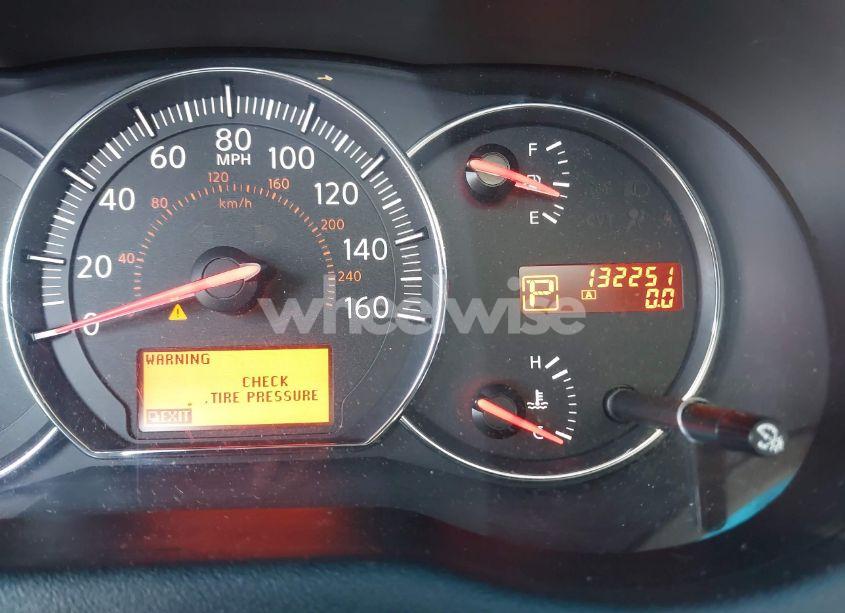 0
20
40
60
80
MPH
100
120
140
160
40
80
120
160
200
240
km/h
wheelwise
WARNING
CHECK
TIRE PRESSURE
EXIT
F
E
P
132251
A
0.0
H
C